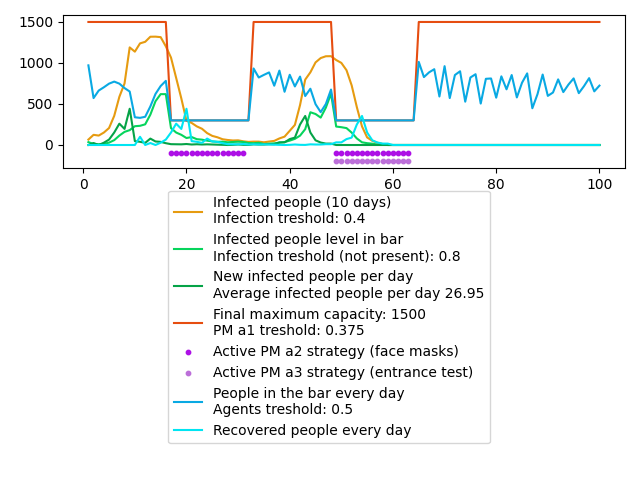 1500
1000
500
0
0
20
40
60
80
100
Infected people (10 days)
Infection treshold: 0.4
Infected people level in bar
Infection treshold (not present): 0.8
New infected people per day
Average infected people per day 26.95
Final maximum capacity: 1500
PM a1 treshold: 0.375
Active PM a2 strategy (face masks)
Active PM a3 strategy (entrance test)
People in the bar every day
Agents treshold: 0.5
Recovered people every day